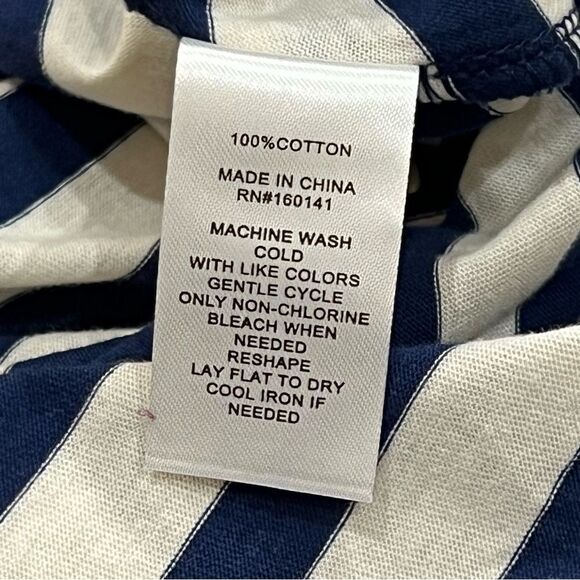 100%COTTON
MADE IN CHINA
RN#160141
MACHINE WASH
COLD
WITH LIKE COLORS
GENTLE CYCLE
ONLY NON-CHLORINE
BLEACH WHEN
NEEDED
RESHAPE
LAY FLAT TO DRY
COOL IRON IF
NEEDED